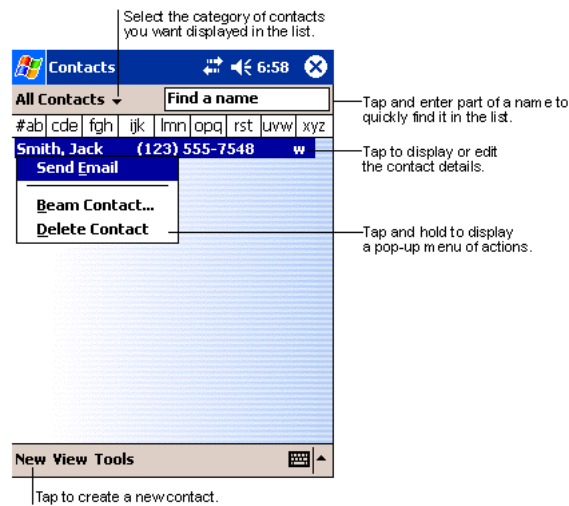 Select the category of contacts
you want displayed in the list.
Contacts 6:58
All Contacts Find a name
#ab cde fgh ijk lmn opq rst uvw xyz
Tap and enter part of a name to
quickly find it in the list.
Smith, Jack (123) 555-7548 w
Tap to display or edit
the contact details.
Send Email
Beam Contact...
Delete Contact
Tap and hold to display
a pop-up menu of actions.
New View Tools
Tap to create a new contact.